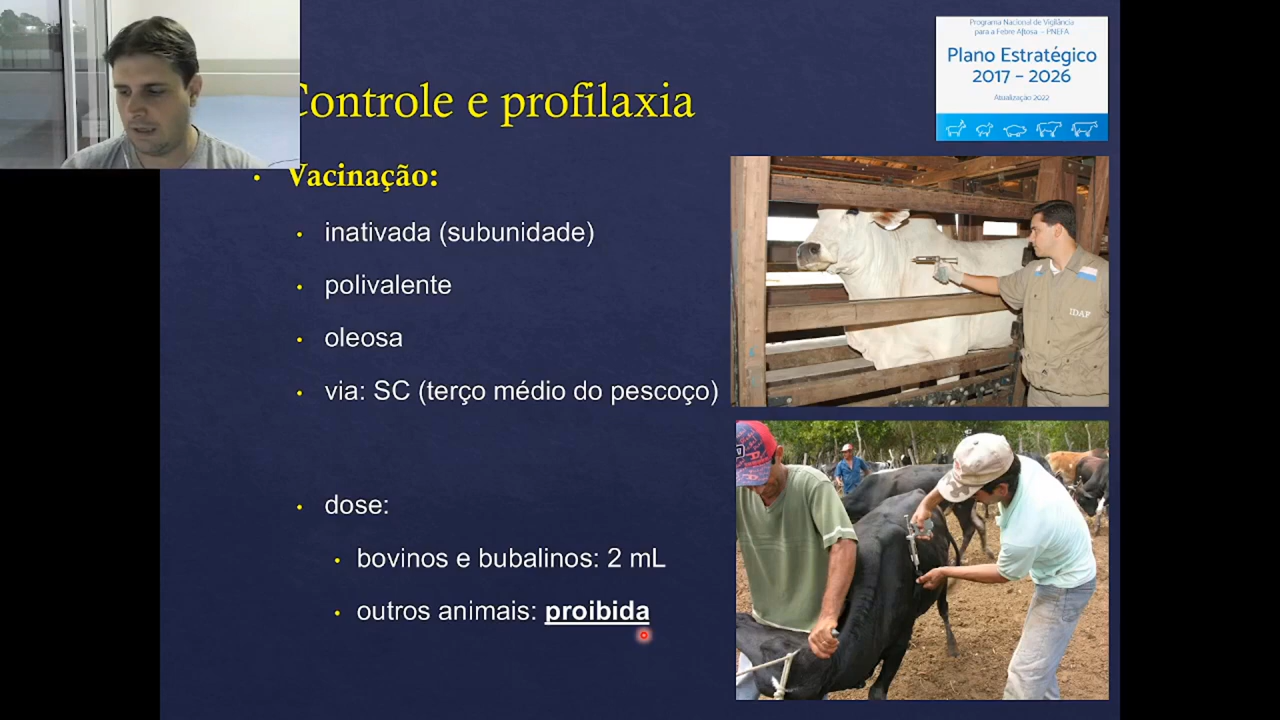 Programa Nacional de Vigilância
para a Febre Aftosa – PNEFA
Plano Estratégico
2017 – 2026
Atualização 2022
Controle e profilaxia
• Vacinação:
• inativada (subunidade)
• polivalente
• oleosa
• via: SC (terço médio do pescoço)
• dose:
• bovinos e bubalinos: 2 mL
• outros animais: proibida
IDAF